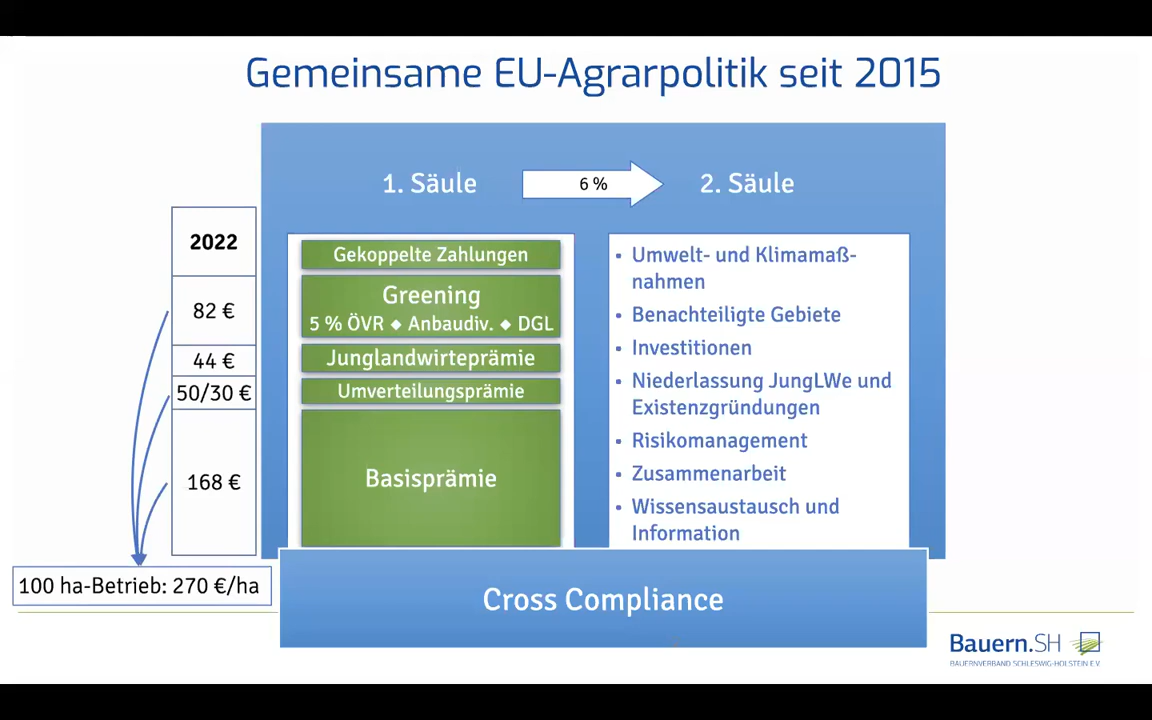 Gemeinsame EU-Agrarpolitik seit 2015
1. Säule
6 %
2. Säule
2022
82 €
44 €
50/30 €
168 €
Gekoppelte Zahlungen
Greening
5 % ÖVR ◆ Anbaudiv. ◆ DGL
Junglandwirteprämie
Umverteilungsprämie
Basisprämie
• Umwelt- und Klimamaß-
nahmen
• Benachteiligte Gebiete
• Investitionen
• Niederlassung JungLWe und
Existenzgründungen
• Risikomanagement
• Zusammenarbeit
• Wissensaustausch und
Information
100 ha-Betrieb: 270 €/ha
Cross Compliance
Bauern.SH
BAUERNVERBAND SCHLESWIG-HOLSTEIN E.V.